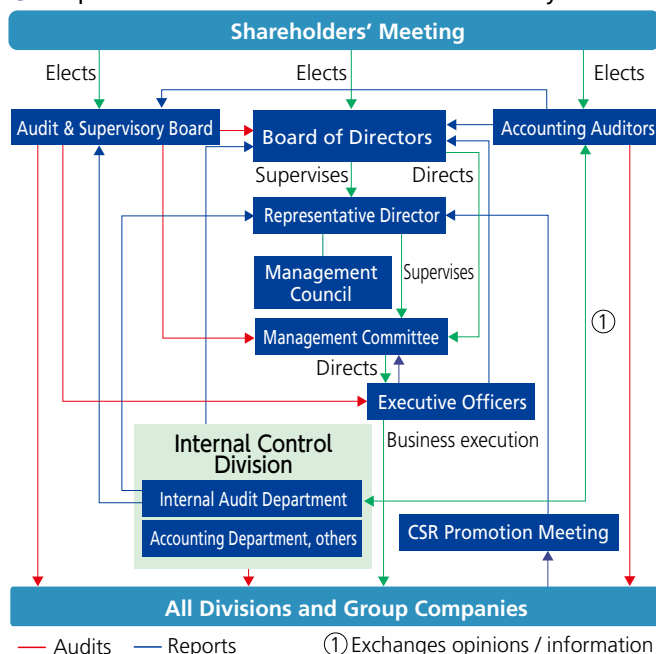 Shareholders' Meeting
Elects
Elects
Elects
Audit & Supervisory Board
Board of Directors
Accounting Auditors
Supervises
Directs
Representative Director
Management
Council
Supervises
①
Management Committee
Directs
Executive Officers
Business execution
Internal Control
Division
Internal Audit Department
Accounting Department, others
CSR Promotion Meeting
All Divisions and Group Companies
Audits
Reports
① Exchanges opinions / information